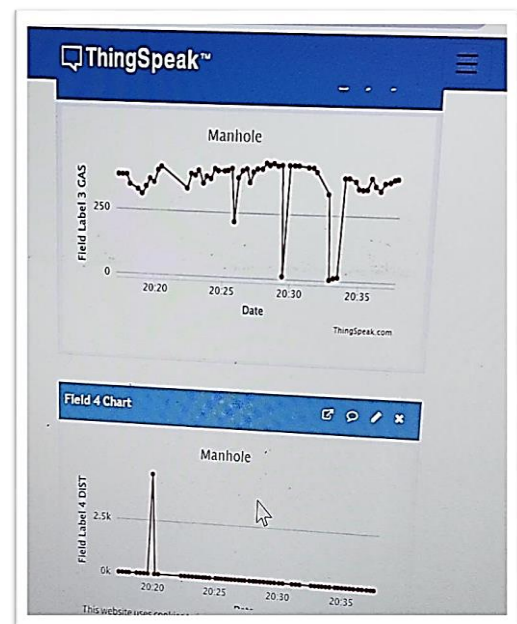 ThingSpeak™
Manhole
Field Label 3 GAS
250
0
20:20
20:25
20:30
20:35
Date
ThingSpeak.com
Field 4 Chart
Manhole
Field Label 4 DIST
2.5k
0k
20:20
20:25
20:30
20:35
This website uses cookies